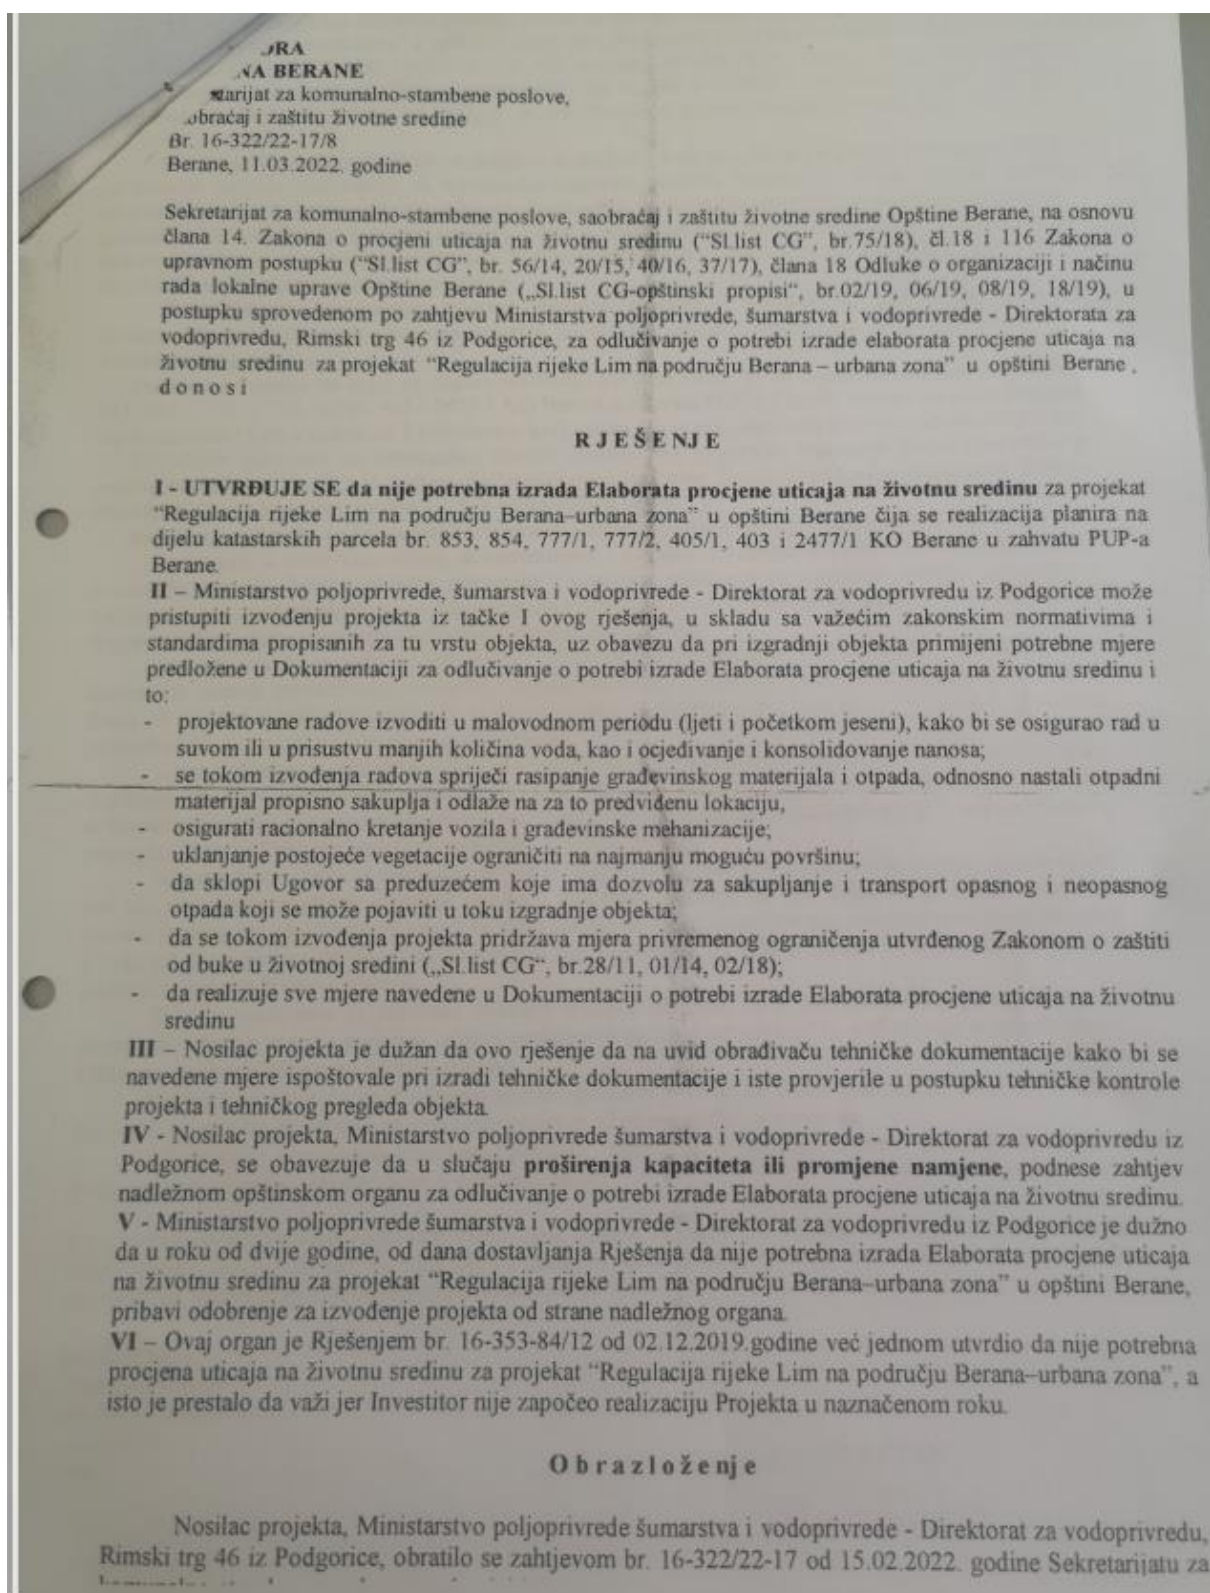 NA BERANE
za komunalno-stambene poslove,
i zaštitu životne sredine
Br. 16-322/22-17/8
Berane, 11.03.2022. godine
Sekretarijat za komunalno-stambene poslove, saobraćaj i zaštitu životne sredine Opštine Berane, na osnovu
člana 14. Zakona o procjeni uticaja na životnu sredinu (“Sl.list CG”, br.75/18), čl.18 i 116 Zakona o
upravnom postupku (“Sl.list CG”, br. 56/14, 20/15, 40/16, 37/17), člana 18 Odluke o organizaciji i načinu
rada lokalne uprave Opštine Berane („Sl.list CG-opštinski propisi“, br.02/19, 06/19, 08/19, 18/19), u
postupku sprovedenom po zahtjevu Ministarstva poljoprivrede, šumarstva i vodoprivrede - Direktorata za
vodoprivredu, Rimski trg 46 iz Podgorice, za odlučivanje o potrebi izrade elaborata procjene uticaja na
životnu sredinu za projekat “Regulacija rijeke Lim na području Berana – urbana zona” u opštini Berane ,
d o n o s i
R J E Š E NJ E
I - UTVRĐUJE SE da nije potrebna izrada Elaborata procjene uticaja na životnu sredinu za projekat
“Regulacija rijeke Lim na području Berana–urbana zona” u opštini Berane čija se realizacija planira na
dijelu katastarskih parcela br. 853, 854, 777/1, 777/2, 405/1, 403 i 2477/1 KO Berane u zahvatu PUP-a
Berane.
II – Ministarstvo poljoprivrede, šumarstva i vodoprivrede - Direktorat za vodoprivredu iz Podgorice može
pristupiti izvođenju projekta iz tačke I ovog rješenja, u skladu sa važećim zakonskim normativima i
standardima propisanih za tu vrstu objekta, uz obavezu da pri izgradnji objekta primijeni potrebne mjere
predložene u Dokumentaciji za odlučivanje o potrebi izrade Elaborata procjene uticaja na životnu sredinu i
to:
- projektovane radove izvoditi u malovodnom periodu (ljeti i početkom jeseni), kako bi se osigurao rad u
suvom ili u prisustvu manjih količina voda, kao i ocjeđivanje i konsolidovanje nanosa;
- se tokom izvođenja radova spriječi rasipanje građevinskog materijala i otpada, odnosno nastali otpadni
materijal propisno sakuplja i odlaže na za to predviđenu lokaciju,
- osigurati racionalno kretanje vozila i građevinske mehanizacije;
- uklanjanje postojeće vegetacije ograničiti na najmanju moguću površinu;
- da sklopi Ugovor sa preduzećem koje ima dozvolu za sakupljanje i transport opasnog i neopasnog
otpada koji se može pojaviti u toku izgradnje objekta;
- da se tokom izvođenja projekta pridržava mjera privremenog ograničenja utvrđenog Zakonom o zaštiti
od buke u životnoj sredini („Sl.list CG“, br.28/11, 01/14, 02/18);
- da realizuje sve mjere navedene u Dokumentaciji o potrebi izrade Elaborata procjene uticaja na životnu
sredinu
III – Nosilac projekta je dužan da ovo rješenje da na uvid obrađivaču tehničke dokumentacije kako bi se
navedene mjere ispoštovale pri izradi tehničke dokumentacije i iste provjerile u postupku tehničke kontrole
projekta i tehničkog pregleda objekta.
IV - Nosilac projekta, Ministarstvo poljoprivrede šumarstva i vodoprivrede - Direktorat za vodoprivredu iz
Podgorice, se obavezuje da u slučaju proširenja kapaciteta ili promjene namjene, podnese zahtjev
nadležnom opštinskom organu za odlučivanje o potrebi izrade Elaborata procjene uticaja na životnu sredinu.
V - Ministarstvo poljoprivrede šumarstva i vodoprivrede - Direktorat za vodoprivredu iz Podgorice je dužno
da u roku od dvije godine, od dana dostavljanja Rješenja da nije potrebna izrada Elaborata procjene uticaja
na životnu sredinu za projekat “Regulacija rijeke Lim na području Berana–urbana zona” u opštini Berane,
pribavi odobrenje za izvođenje projekta od strane nadležnog organa.
VI – Ovaj organ je Rješenjem br. 16-353-84/12 od 02.12.2019.godine već jednom utvrdio da nije potrebna
procjena uticaja na životnu sredinu za projekat “Regulacija rijeke Lim na području Berana–urbana zona”, a
isto je prestalo da važi jer Investitor nije započeo realizaciju Projekta u naznačenom roku.
O b r a z l o ž e nj e
Nosilac projekta, Ministarstvo poljoprivrede šumarstva i vodoprivrede - Direktorat za vodoprivredu,
Rimski trg 46 iz Podgorice, obratilo se zahtjevom br. 16-322/22-17 od 15.02.2022. godine Sekretarijatu za